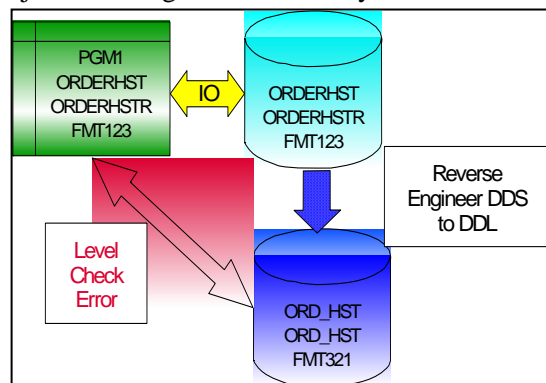 PGM1
ORDERHST
ORDERHSTR
FMT123
IO
ORDERHST
ORDERHSTR
FMT123
Reverse
Engineer DDS
to DDL
Level
Check
Error
ORD_HST
ORD_HST
FMT321